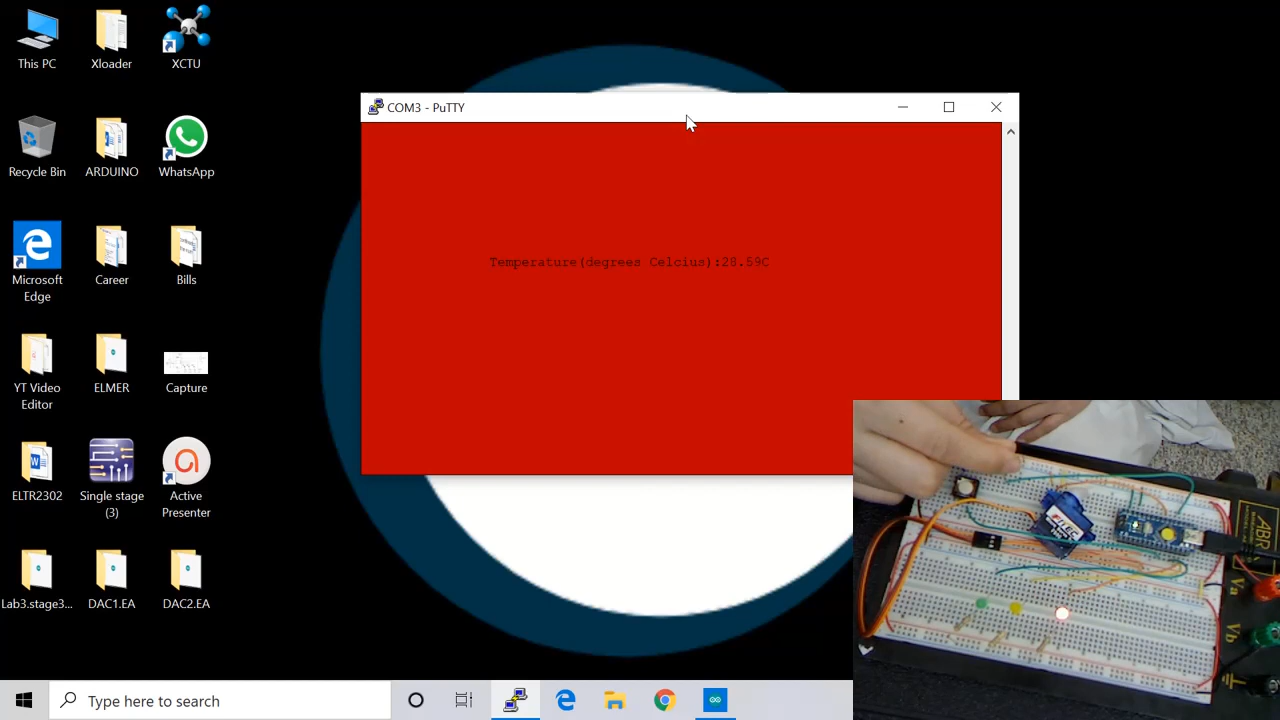 This PC
Xloader
XCTU
Recycle Bin
ARDUINO
WhatsApp
Microsoft
Edge
Career
Bills
YT Video
Editor
ELMER
Capture
ELTR2302
Single stage
(3)
Active
Presenter
Lab3.stage3...
DAC1.EA
DAC2.EA
COM3 - PuTTY
Temperature(degrees Celcius):28.59C
Type here to search
Va
Vb